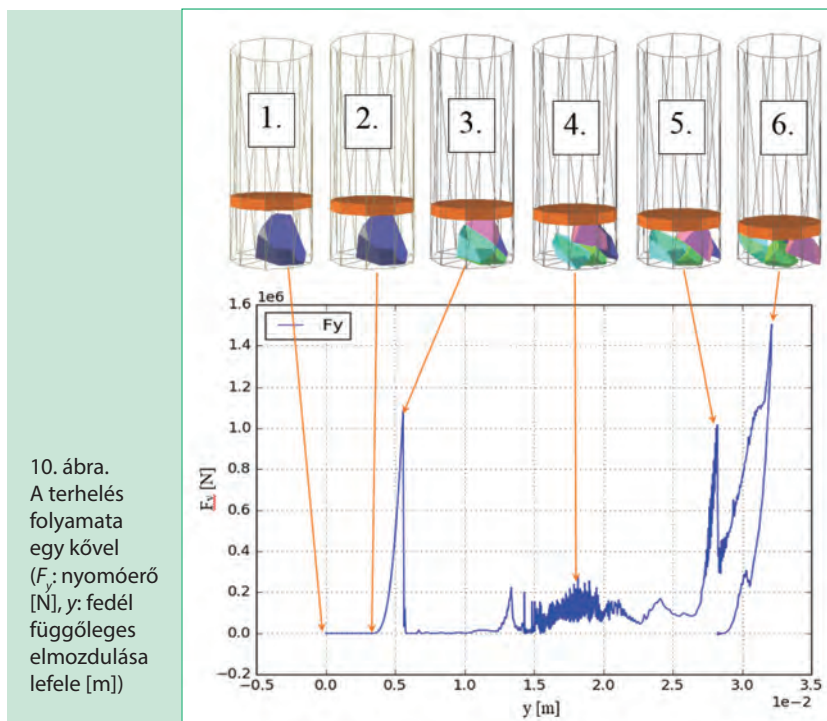 1.
2.
3.
4.
5.
6.
1e6
1.6
1.4
1.2
1.0
0.8
0.6
0.4
0.2
0.0
−0.2
Fy
Fy [N]
−0.5
0.0
0.5
1.0
1.5
2.0
2.5
3.0
3.5
1e-2
y [m]
10. ábra.
A terhelés
folyamata
egy kővel
(Fy: nyomóerő
[N], y: fedél
függőleges
elmozdulása
lefele [m])